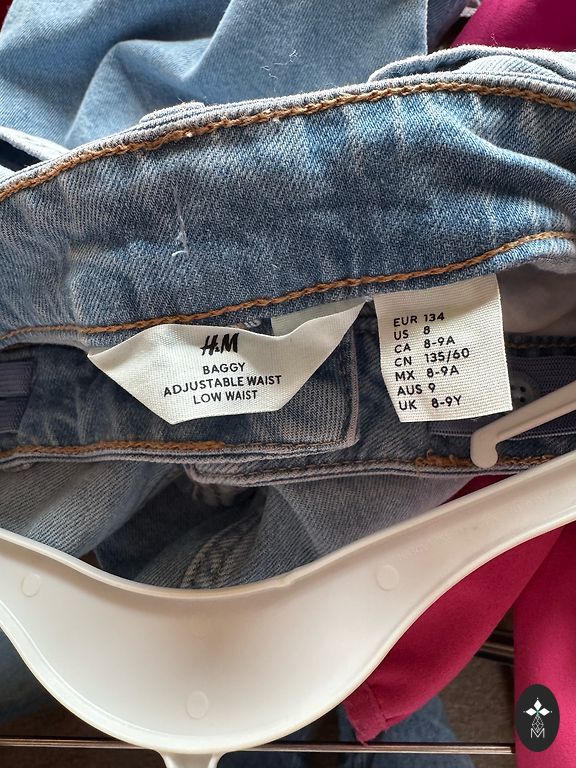 H&M
BAGGY
ADJUSTABLE WAIST
LOW WAIST
EUR 134
US 8
CA 8-9A
CN 135/60
MX 8-9A
AUS 9
UK 8-9Y